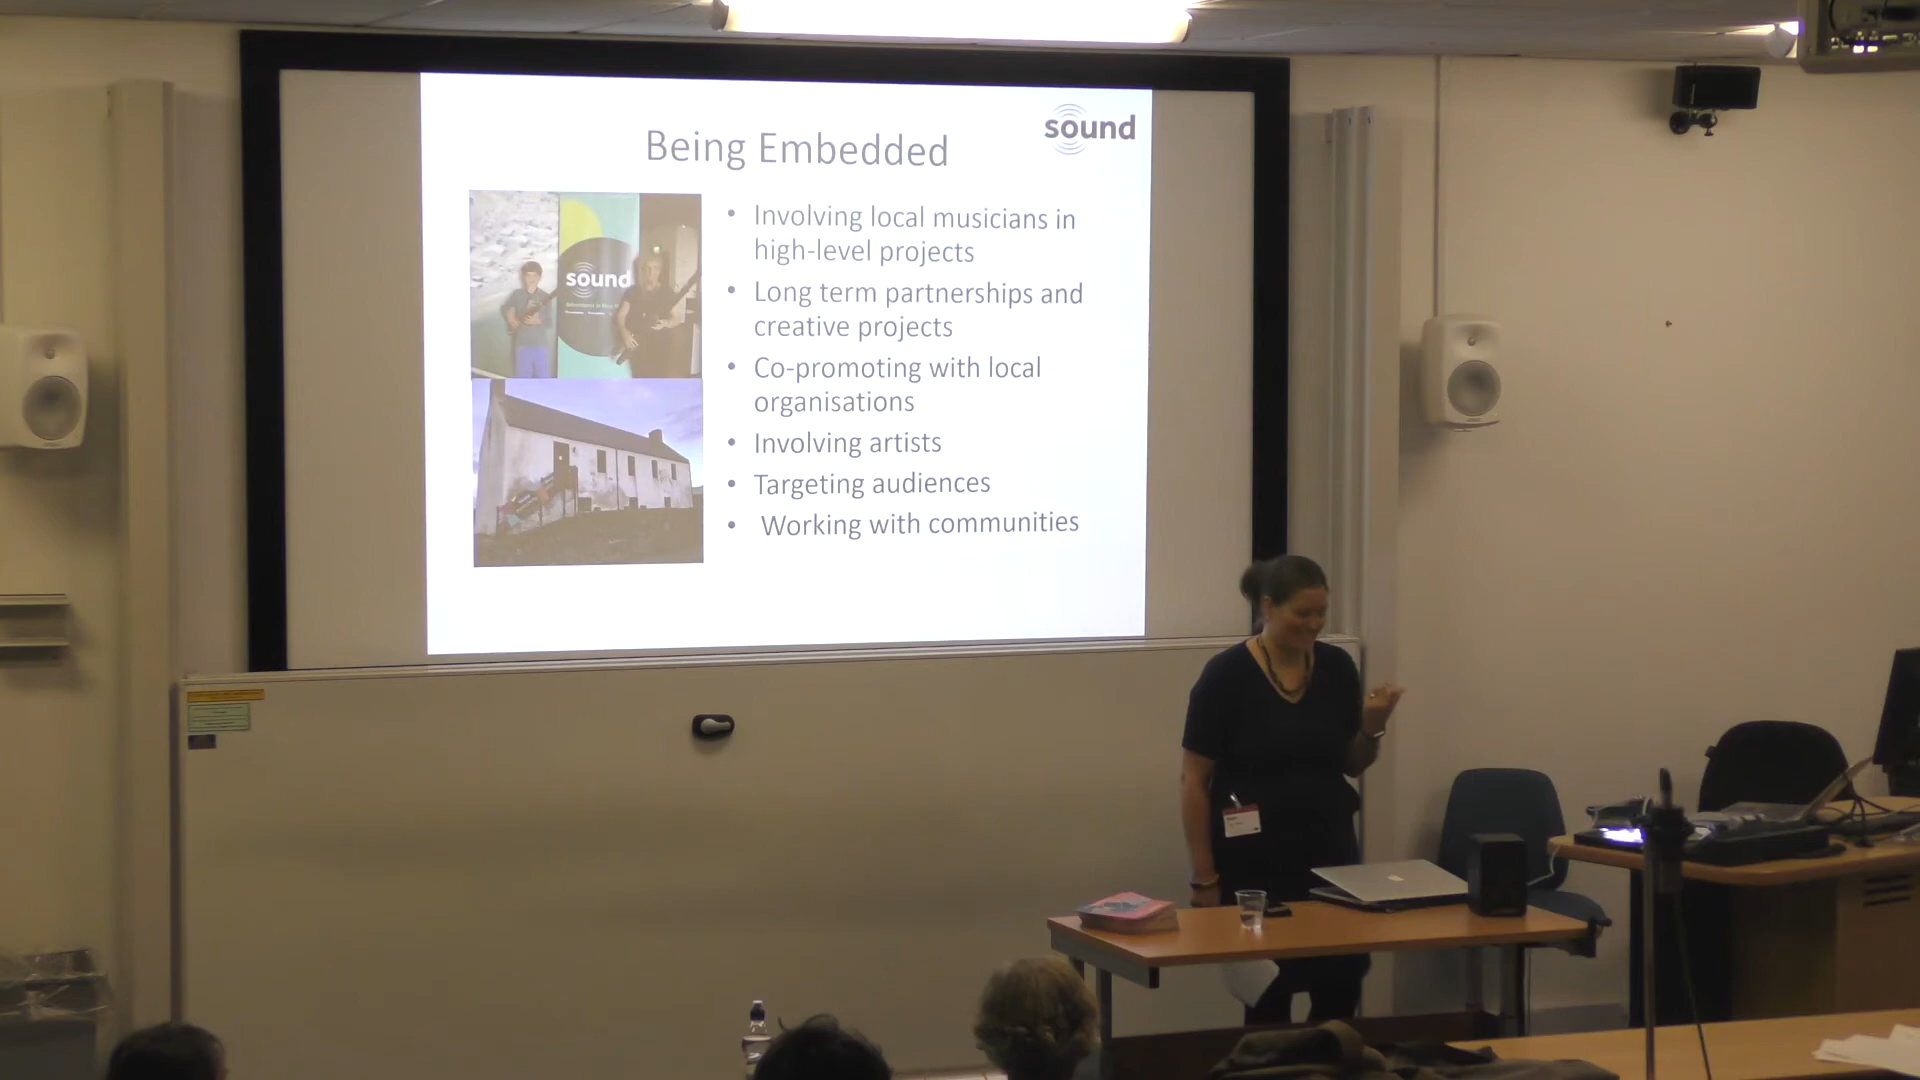 sound
Being Embedded
sound
• Involving local musicians in
high-level projects
• Long term partnerships and
creative projects
• Co-promoting with local
organisations
• Involving artists
• Targeting audiences
• Working with communities